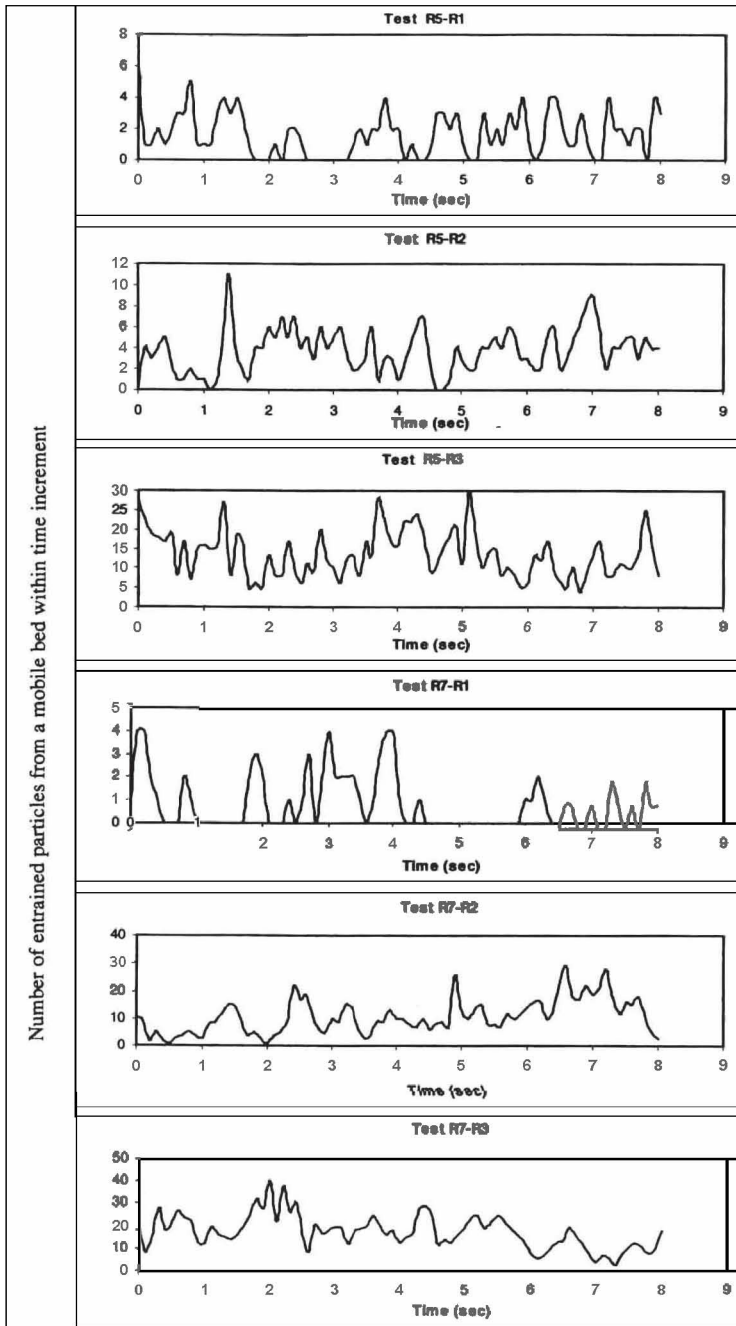 Number of entrained particles from a mobile bed within time increment
Test R5-R1
8
6
4
2
0
0 1 2 3 4 5 6 7 8 9
Time (sec)
Test R5-R2
12
10
8
6
4
2
0
0 1 2 3 4 5 6 7 8 9
Time (sec)
Test R5-R3
30
25
20
15
10
5
0
0 1 2 3 4 5 6 7 8 9
Time (sec)
Test R7-R1
5
4
3
2
1
0 0 1 2 3 4 5 6 7 8 9
Time (sec)
Test R7-R2
40
30
20
10
0
0 1 2 3 4 5 6 7 8 9
Time (sec)
Test R7-R3
50
40
30
20
10
0
0 1 2 3 4 5 6 7 8 9
Time (sec)